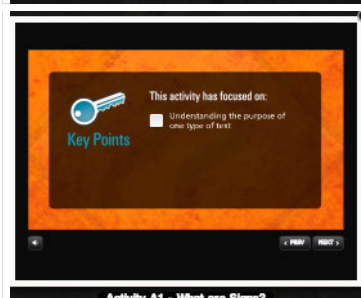 This activity has focused on:
Understanding the purpose of
one type of text
Key Points
‹ PREV
NEXT ›
Activity A1 - What are Signs?